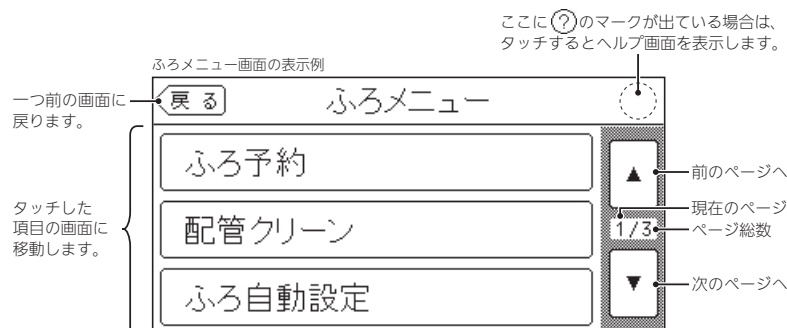 ここに?のマークが出ている場合は、
タッチするとヘルプ画面を表示します。
ふろメニュー画面の表示例
一つ前の画面に
戻ります。
戻る
ふろメニュー
タッチした
項目の画面に
移動します。
ふろ予約
配管クリーン
ふろ自動設定
▲
前のページへ
現在のページ
1/3
ページ総数
▼
次のページへ